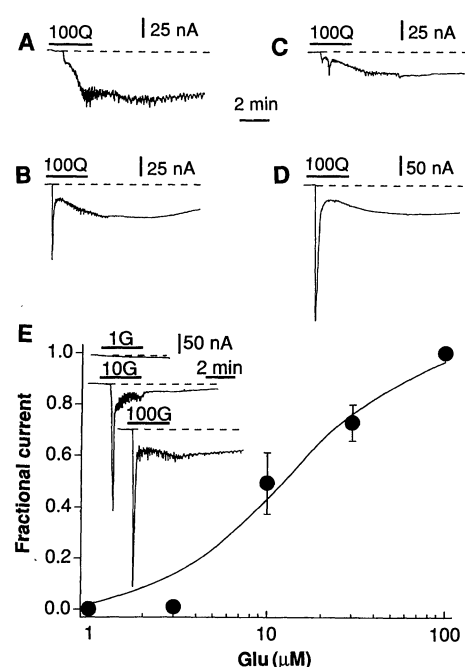 A 100Q 25 nA
C 100Q 25 nA
2 min
B 100Q 25 nA
D 100Q 50 nA
E
1G 50 nA
10G 2 min
100G
Fractional current
1.0
0.8
0.6
0.4
0.2
0.0
1 10 100
Glu (μM)